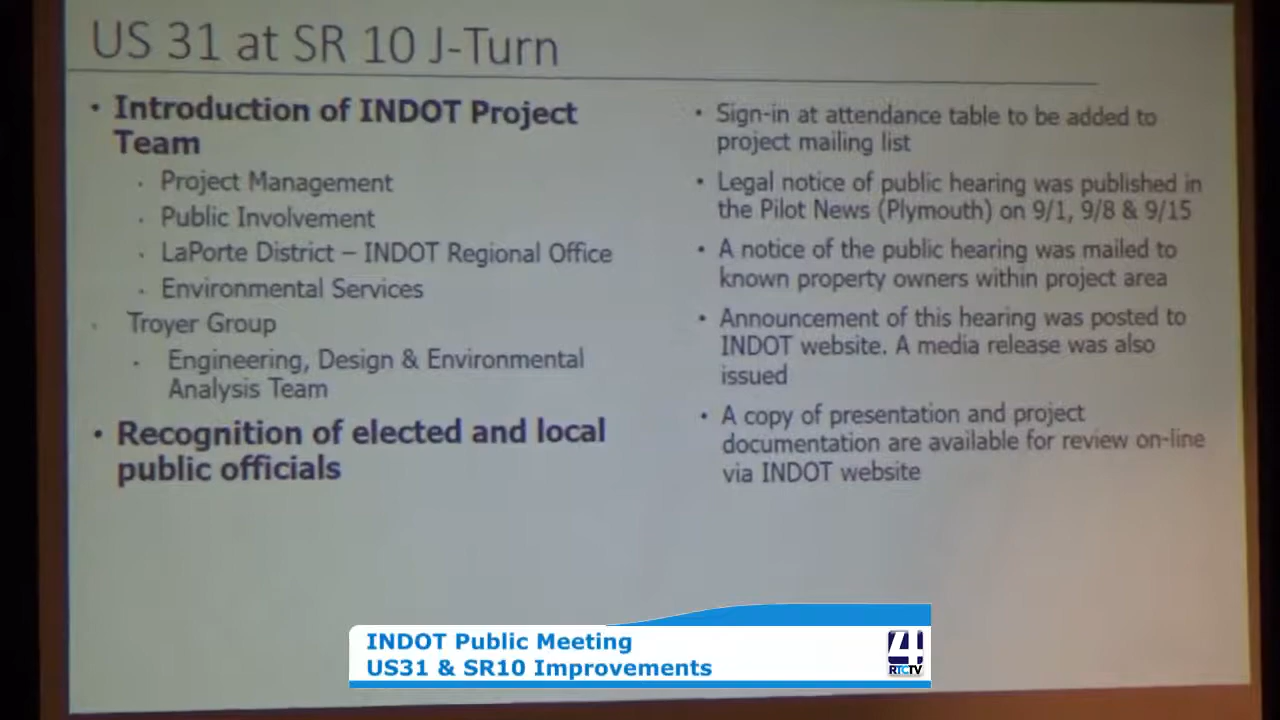 US 31 at SR 10 J-Turn
• Introduction of INDOT Project
Team
• Project Management
• Public Involvement
• LaPorte District – INDOT Regional Office
• Environmental Services
• Troyer Group
• Engineering, Design & Environmental
Analysis Team
• Recognition of elected and local
public officials
• Sign-in at attendance table to be added to
project mailing list
• Legal notice of public hearing was published in
the Pilot News (Plymouth) on 9/1, 9/8 & 9/15
• A notice of the public hearing was mailed to
known property owners within project area
• Announcement of this hearing was posted to
INDOT website. A media release was also
issued
• A copy of presentation and project
documentation are available for review on-line
via INDOT website
INDOT Public Meeting
US31 & SR10 Improvements
4
RTCTV